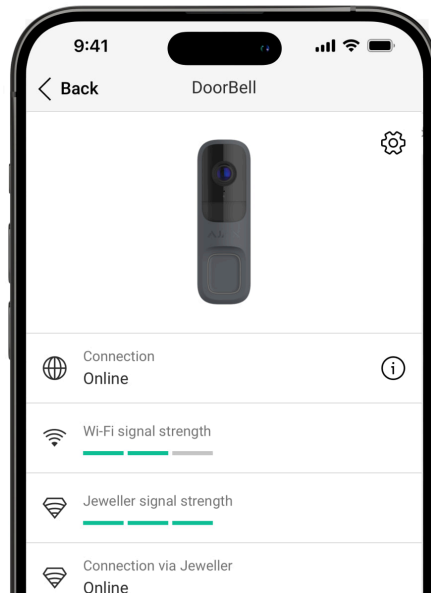 9:41
Back
DoorBell
Connection
Online
Wi-Fi signal strength
Jeweller signal strength
Connection via Jeweller
Online